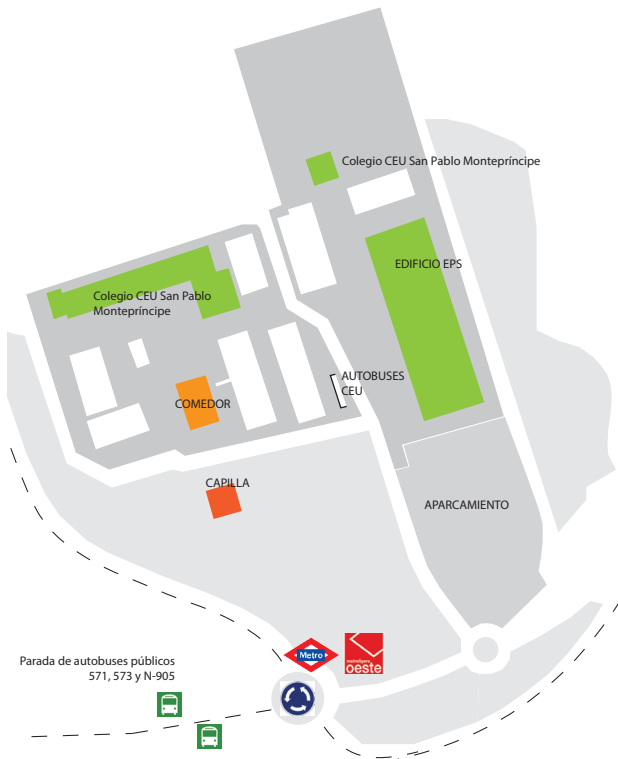 Colegio CEU San Pablo Montepríncipe
EDIFICIO EPS
Colegio CEU San Pablo
Montepríncipe
AUTOBUSES
CEU
COMEDOR
CAPILLA
APARCAMIENTO
Metro
metroligero
oeste
Parada de autobuses públicos
571, 573 y N-905